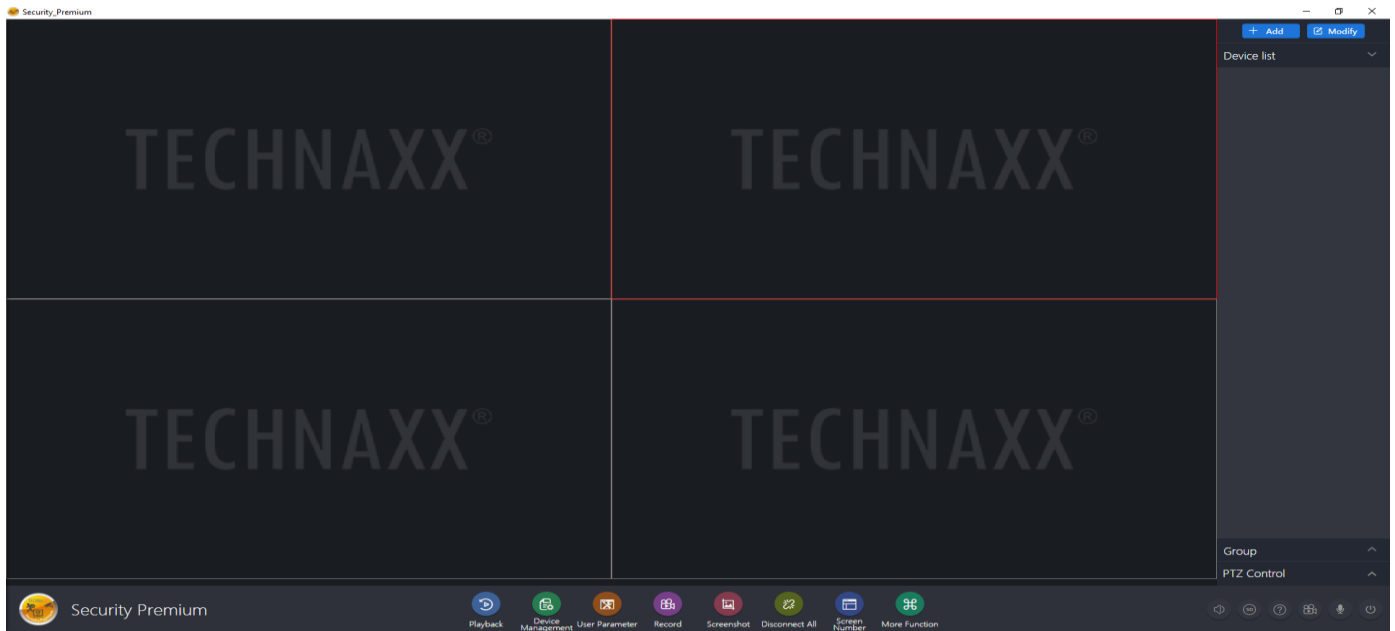 Security_Premium
+ Add
Modify
Device list
TECHNAXX®
TECHNAXX®
TECHNAXX®
TECHNAXX®
Group
PTZ Control
Security Premium
Playback
Device Management
User Parameter
Record
Screenshot
Disconnect All
Screen Number
More Function